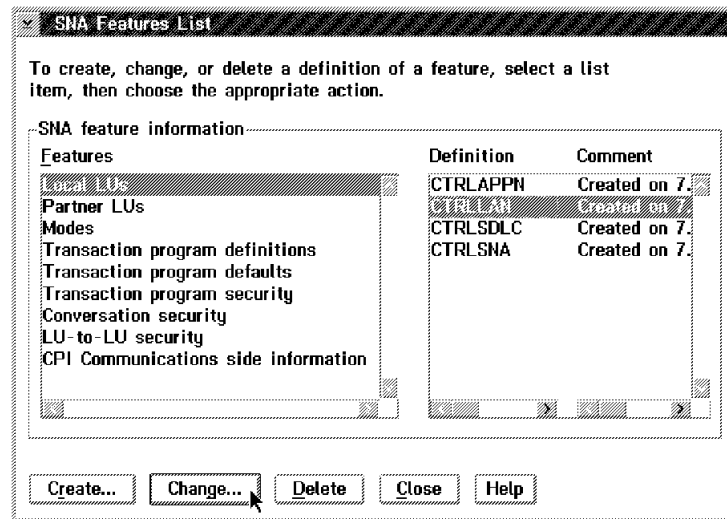 SNA Features List
To create, change, or delete a definition of a feature, select a list
item, then choose the appropriate action.
SNA feature information
Features
Local LUs
Partner LUs
Modes
Transaction program definitions
Transaction program defaults
Transaction program security
Conversation security
LU-to-LU security
CPI Communications side information
Definition Comment
CTRLAPPN Created on 7.
CTRLLAN Created on 7.
CTRLSDLC Created on 7.
CTRLSNA Created on 7.
Create... Change... Delete Close Help